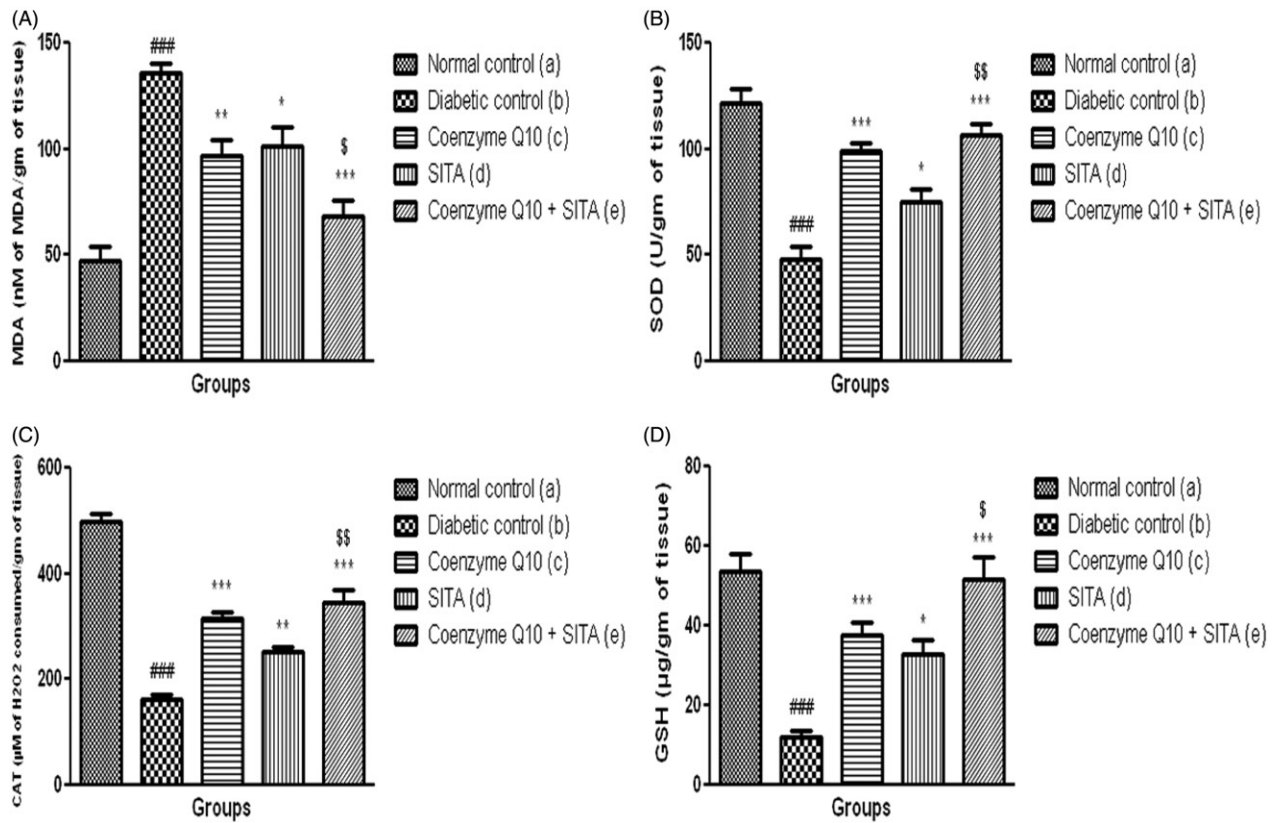 (A)
MDA (nM of MDA/gm of tissue)
150
100
50
0
###
**
*
$
***
Groups
Normal control (a)
Diabetic control (b)
Coenzyme Q10 (c)
SITA (d)
Coenzyme Q10 + SITA (e)
(B)
SOD (U/gm of tissue)
150
100
50
0
###
***
*
$$
***
Groups
Normal control (a)
Diabetic control (b)
Coenzyme Q10 (c)
SITA (d)
Coenzyme Q10 + SITA (e)
(C)
CAT (µM of H2O2 consumed/gm of tissue)
600
400
200
0
###
***
**
$$
***
Groups
Normal control (a)
Diabetic control (b)
Coenzyme Q10 (c)
SITA (d)
Coenzyme Q10 + SITA (e)
(D)
GSH (µg/gm of tissue)
80
60
40
20
0
###
***
*
$
***
Groups
Normal control (a)
Diabetic control (b)
Coenzyme Q10 (c)
SITA (d)
Coenzyme Q10 + SITA (e)